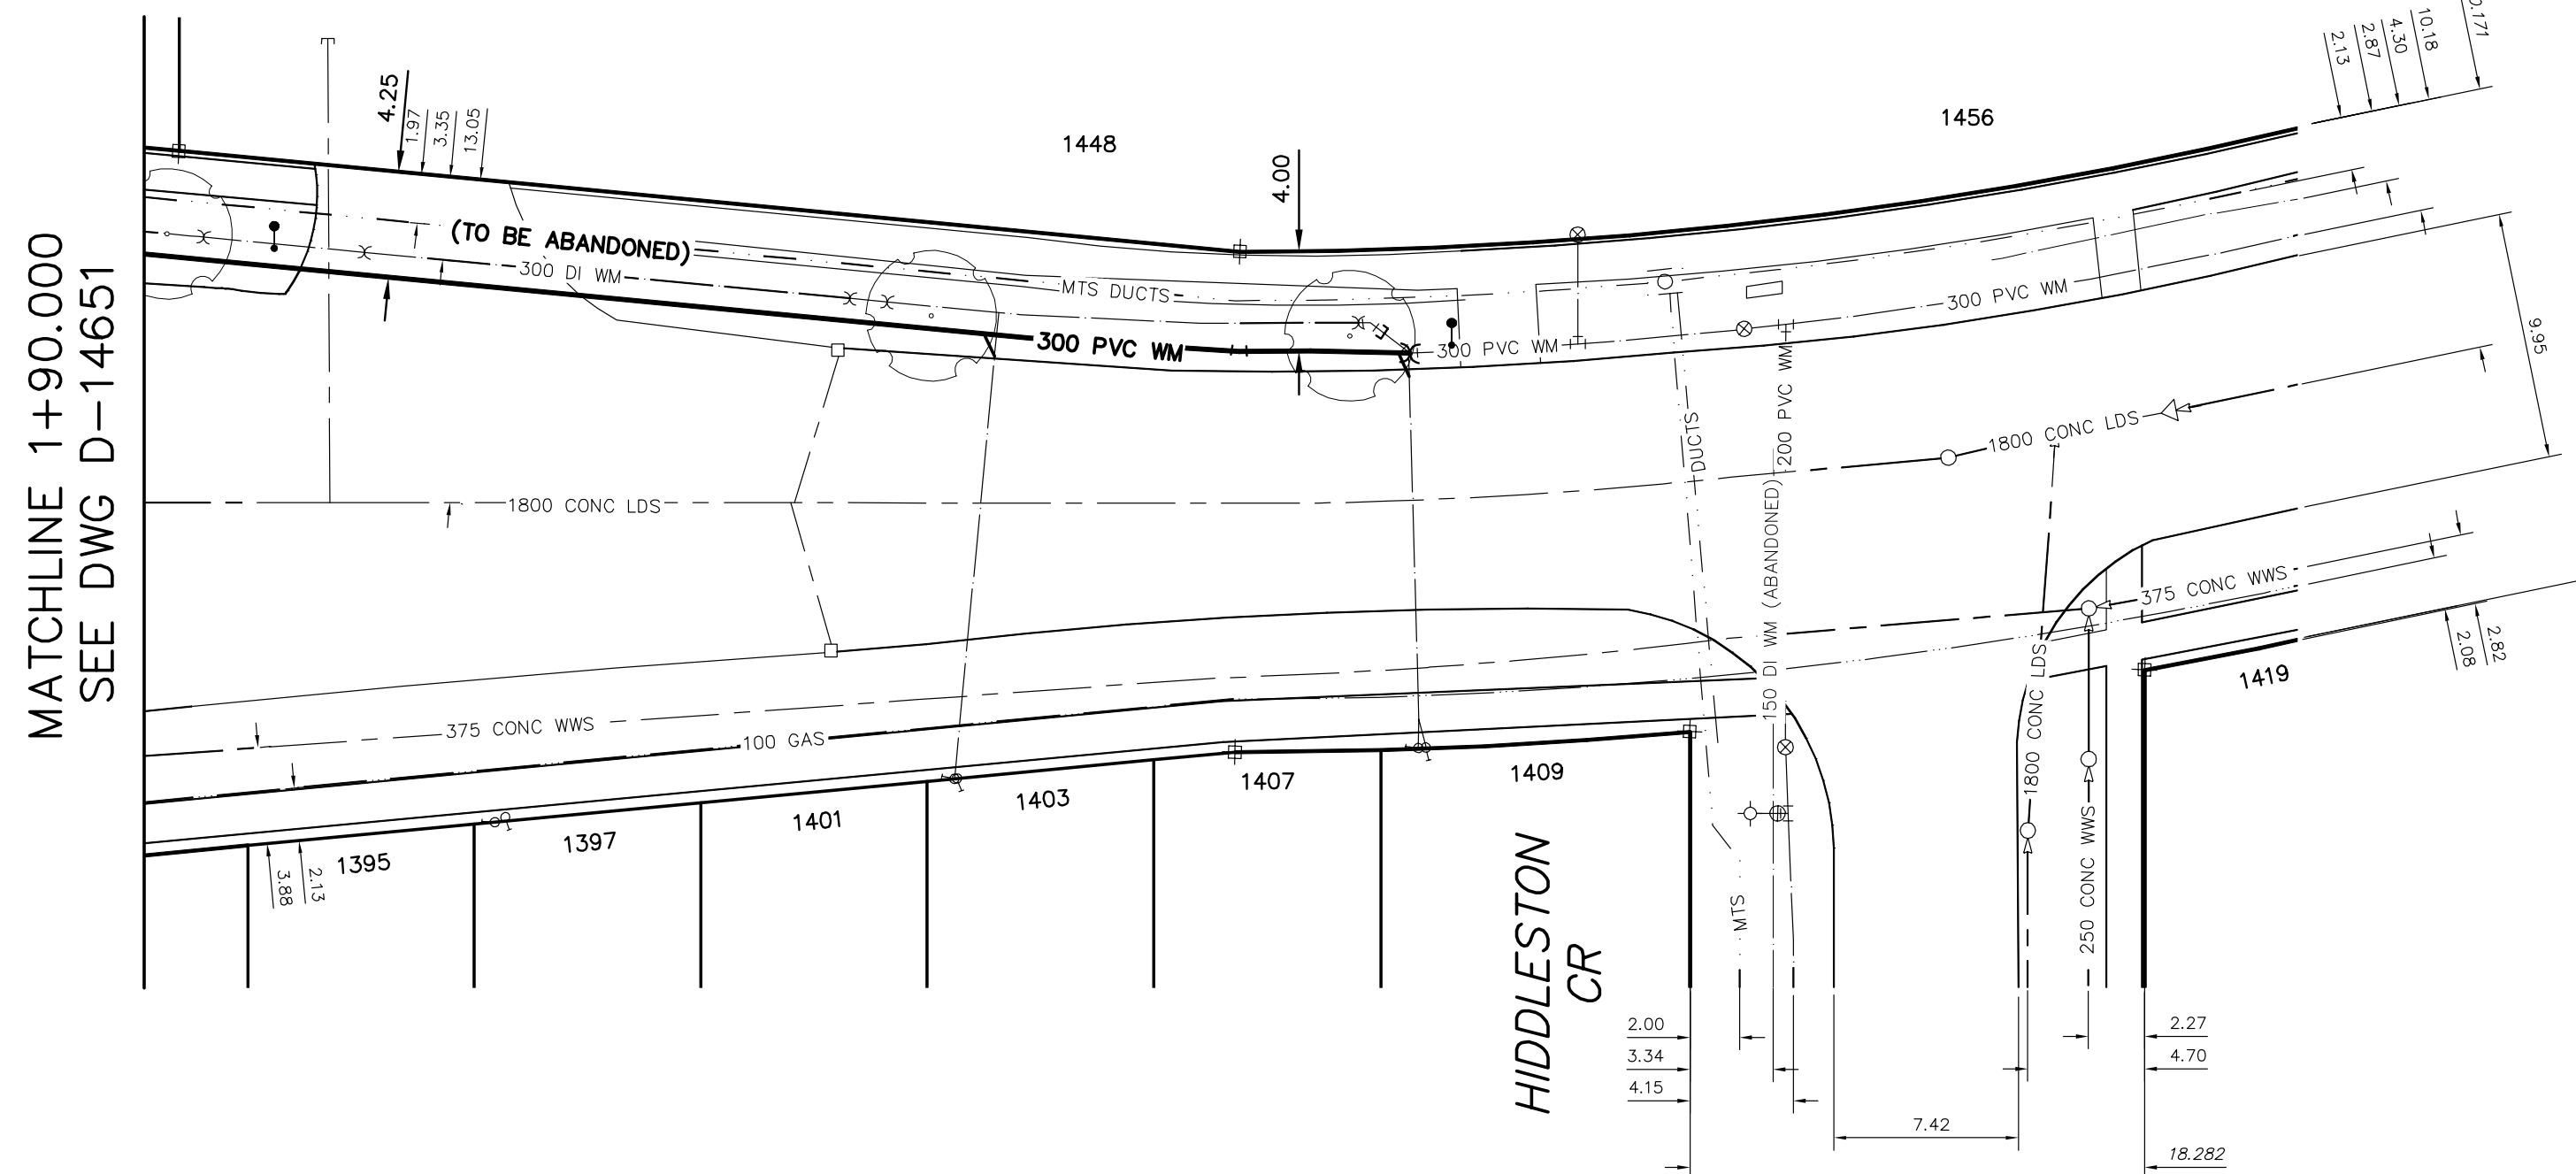 MATCHLINE 1+90.000
SEE DWG D-14651
4.25
1.97
3.35
13.05
1448
4.00
1456
2.13
2.87
4.30
10.18
(TO BE ABANDONED)
300 DI WM
MTS DUCTS
300 PVC WM
300 PVC WM
300 PVC WM
9.95
1800 CONC LDS
1800 CONC LDS
DUCTS
150 DI WM (ABANDONED)
200 PVC WM
375 CONC WWS
375 CONC WWS
100 GAS
2.08
2.82
1419
1800 CONC LDS
250 CONC WWS
MTS
1395
1397
1401
1403
1407
1409
3.88
2.13
HIDDLESTON
CR
2.00
3.34
4.15
2.27
4.70
7.42
18.282